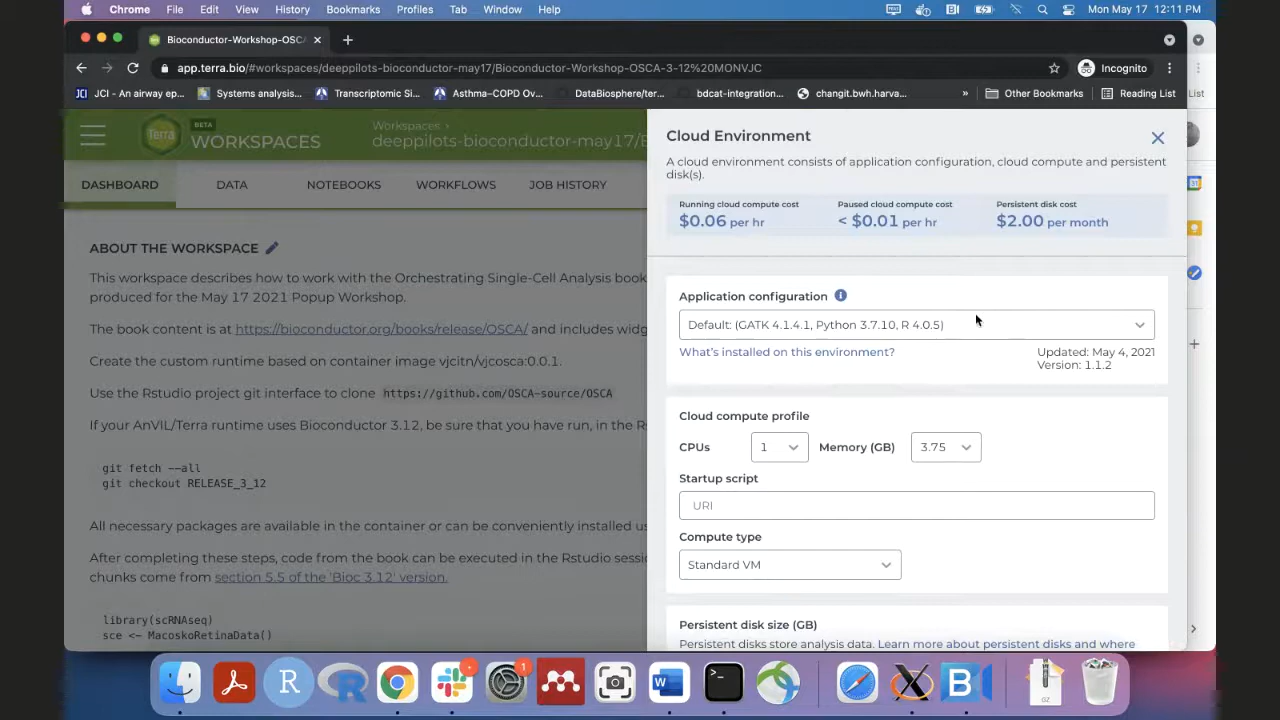 Chrome File Edit View History Bookmarks Profiles Tab Window Help Mon May 17 12:11 PM
Bioconductor-Workshop-OSCA
app.terra.bio/#workspaces/deeppilots-bioconductor-may17/Bioconductor-Workshop-OSCA-3-12%20MONVJC Incognito
JCI JCI - An airway ep... Systems analysis... Transcriptomic Si... Asthma-COPD Ov... DataBiosphere/ter... bdcat-integration... changit.bwh.harva... » Other Bookmarks Reading List List
Terra BETA WORKSPACES
Workspaces ›
deeppilots-bioconductor-may17/B
DASHBOARD DATA NOTEBOOKS WORKFLOWS JOB HISTORY
ABOUT THE WORKSPACE
This workspace describes how to work with the Orchestrating Single-Cell Analysis book
produced for the May 17 2021 Popup Workshop.
The book content is at https://bioconductor.org/books/release/OSCA/ and includes widg
Create the custom runtime based on container image vjcitn/vjcosca:0.0.1.
Use the Rstudio project git interface to clone https://github.com/OSCA-source/OSCA
If your AnVIL/Terra runtime uses Bioconductor 3.12, be sure that you have run, in the Rs
git fetch --all
git checkout RELEASE_3_12
All necessary packages are available in the container or can be conveniently installed us
After completing these steps, code from the book can be executed in the Rstudio sessi
chunks come from section 5.5 of the 'Bioc 3.12' version.
library(scRNAseq)
sce <- MacoskoRetinaData()
Cloud Environment
A cloud environment consists of application configuration, cloud compute and persistent
disk(s).
Running cloud compute cost Paused cloud compute cost Persistent disk cost
$0.06 per hr < $0.01 per hr $2.00 per month
Application configuration
Default: (GATK 4.1.4.1, Python 3.7.10, R 4.0.5)
What's installed on this environment? Updated: May 4, 2021
Version: 1.1.2
Cloud compute profile
CPUs 1 Memory (GB) 3.75
Startup script
URI
Compute type
Standard VM
Persistent disk size (GB)
Persistent disks store analysis data. Learn more about persistent disks and where